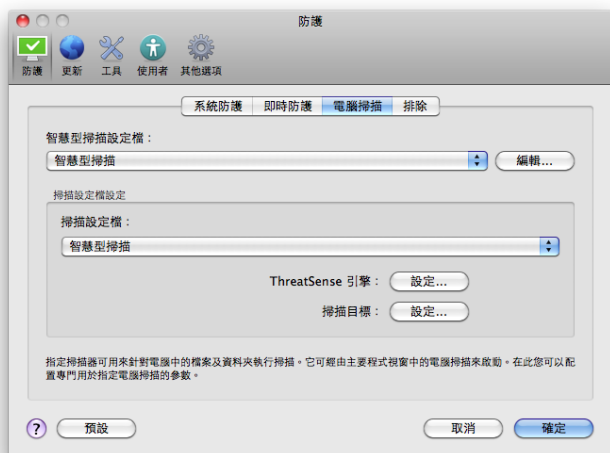 防護
防護 更新 工具 使用者 其他選項
系統防護 即時防護 電腦掃描 排除
智慧型掃描設定檔：
智慧型掃描 編輯...
掃描設定檔設定
掃描設定檔：
智慧型掃描
ThreatSense 引擎： 設定...
掃描目標： 設定...
指定掃描器可用來針對電腦中的檔案及資料夾執行掃描。它可經由主要程式視窗中的電腦掃描來啟動。在此您可以配
置專門用於指定電腦掃描的參數。
? 預設 取消 確定